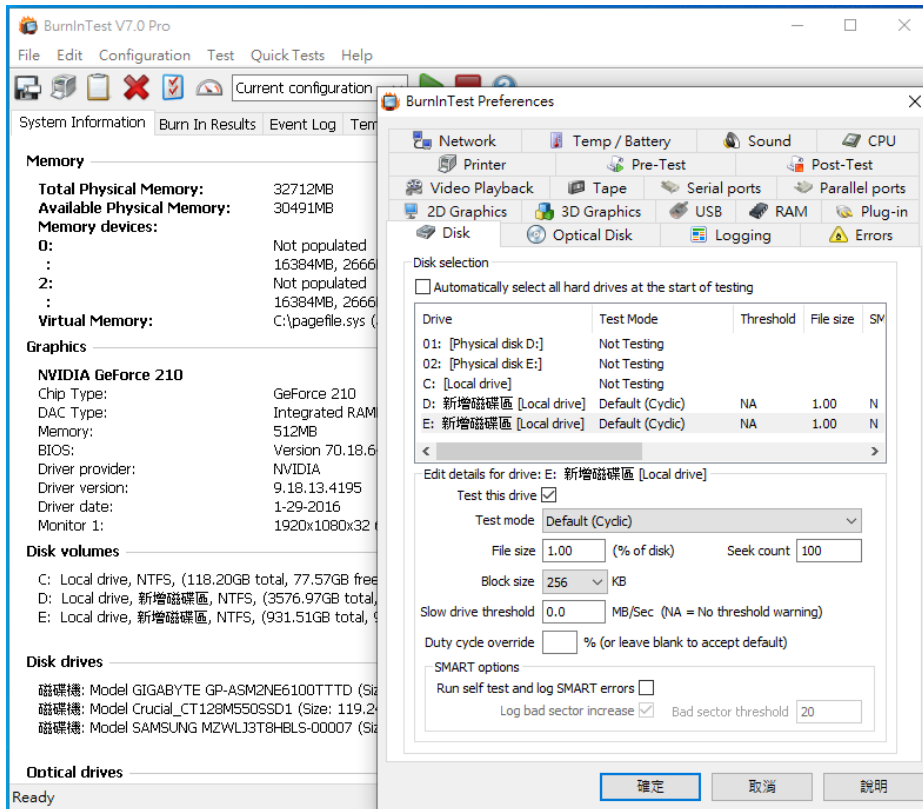 BurnInTest V7.0 Pro
File Edit Configuration Test Quick Tests Help
Current configuration
System Information Burn In Results Event Log Tem
Memory
Total Physical Memory: 32712MB
Available Physical Memory: 30491MB
Memory devices:
0: Not populated
: 16384MB, 2666
2: Not populated
: 16384MB, 2666
Virtual Memory: C:\pagefile.sys (
Graphics
NVIDIA GeForce 210
Chip Type: GeForce 210
DAC Type: Integrated RAM
Memory: 512MB
BIOS: Version 70.18.6
Driver provider: NVIDIA
Driver version: 9.18.13.4195
Driver date: 1-29-2016
Monitor 1: 1920x1080x32
Disk volumes
C: Local drive, NTFS, (118.20GB total, 77.57GB free
D: Local drive, 新增磁碟區, NTFS, (3576.97GB total,
E: Local drive, 新增磁碟區, NTFS, (931.51GB total, 9
Disk drives
磁碟機: Model GIGABYTE GP-ASM2NE6100TTTD (Siz
磁碟機: Model Crucial_CT128M550SSD1 (Size: 119.24
磁碟機: Model SAMSUNG MZWLJ3T8HBLS-00007 (Siz
Optical drives
Ready
BurnInTest Preferences
Network Temp / Battery Sound CPU
Printer Pre-Test Post-Test
Video Playback Tape Serial ports Parallel ports
2D Graphics 3D Graphics USB RAM Plug-in
Disk Optical Disk Logging Errors
Disk selection
Automatically select all hard drives at the start of testing
Drive Test Mode Threshold File size SM
01: [Physical disk D:] Not Testing
02: [Physical disk E:] Not Testing
C: [Local drive] Not Testing
D: 新增磁碟區 [Local drive] Default (Cyclic) NA 1.00 N
E: 新增磁碟區 [Local drive] Default (Cyclic) NA 1.00 N
Edit details for drive: E: 新增磁碟區 [Local drive]
Test this drive
Test mode Default (Cyclic)
File size 1.00 (% of disk) Seek count 100
Block size 256 KB
Slow drive threshold 0.0 MB/Sec (NA = No threshold warning)
Duty cycle override % (or leave blank to accept default)
SMART options
Run self test and log SMART errors
Log bad sector increase Bad sector threshold 20
確定 取消 說明